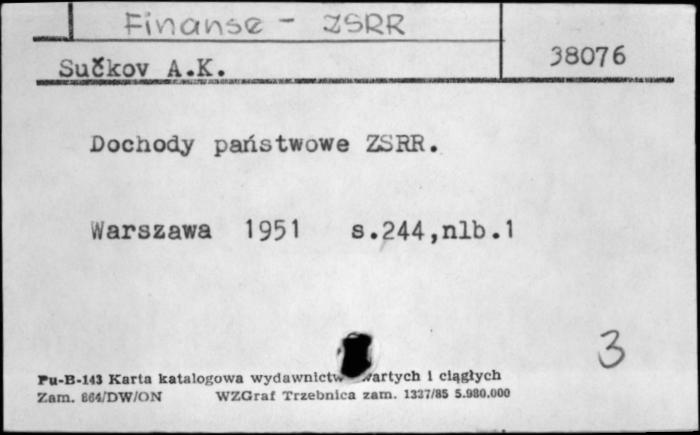 Finanse - ZSRR
Sučkov A.K.
38076
Dochody państwowe ZSRR.
Warszawa 1951 s.244,nlb.1
3
Pu-B-143 Karta katalogowa wydawnictw zwartych i ciągłych
Zam. 864/DW/ON WZGraf Trzebnica zam. 1327/85 5.980.000